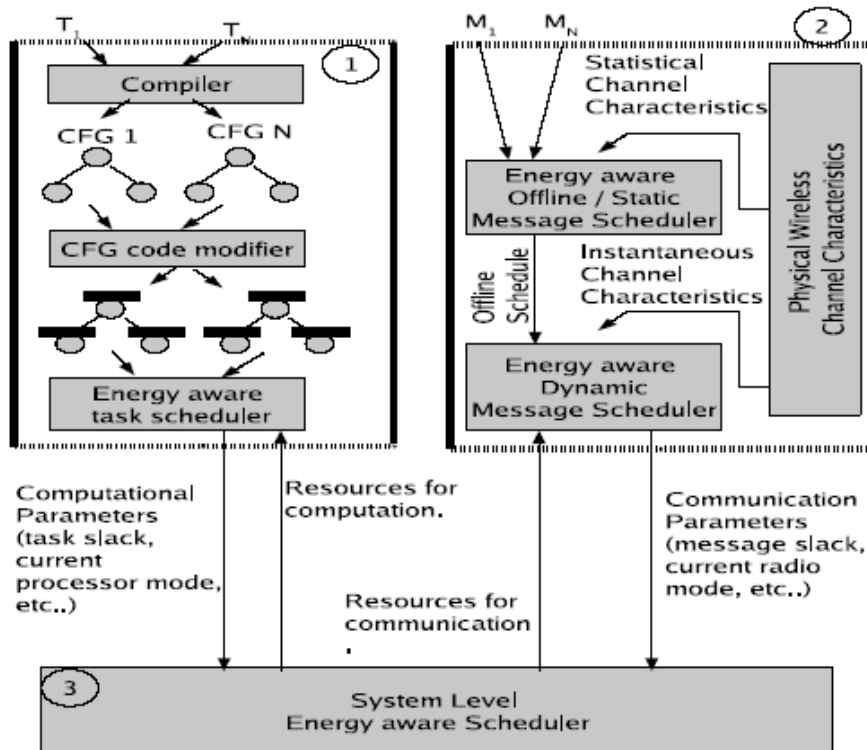 T1 TN
1
Compiler
CFG 1 CFG N
CFG code modifier
Energy aware
task scheduler
M1 MN
2
Statistical
Channel
Characteristics
Energy aware
Offline / Static
Message Scheduler
Offline
Schedule
Instantaneous
Channel
Characteristics
Energy aware
Dynamic
Message Scheduler
Physical Wireless
Channel Characteristics
Computational
Parameters
(task slack,
current
processor mode,
etc..)
Resources for
computation.
Resources for
communication
.
Communication
Parameters
(message slack,
current radio
mode, etc..)
3
System Level
Energy aware Scheduler